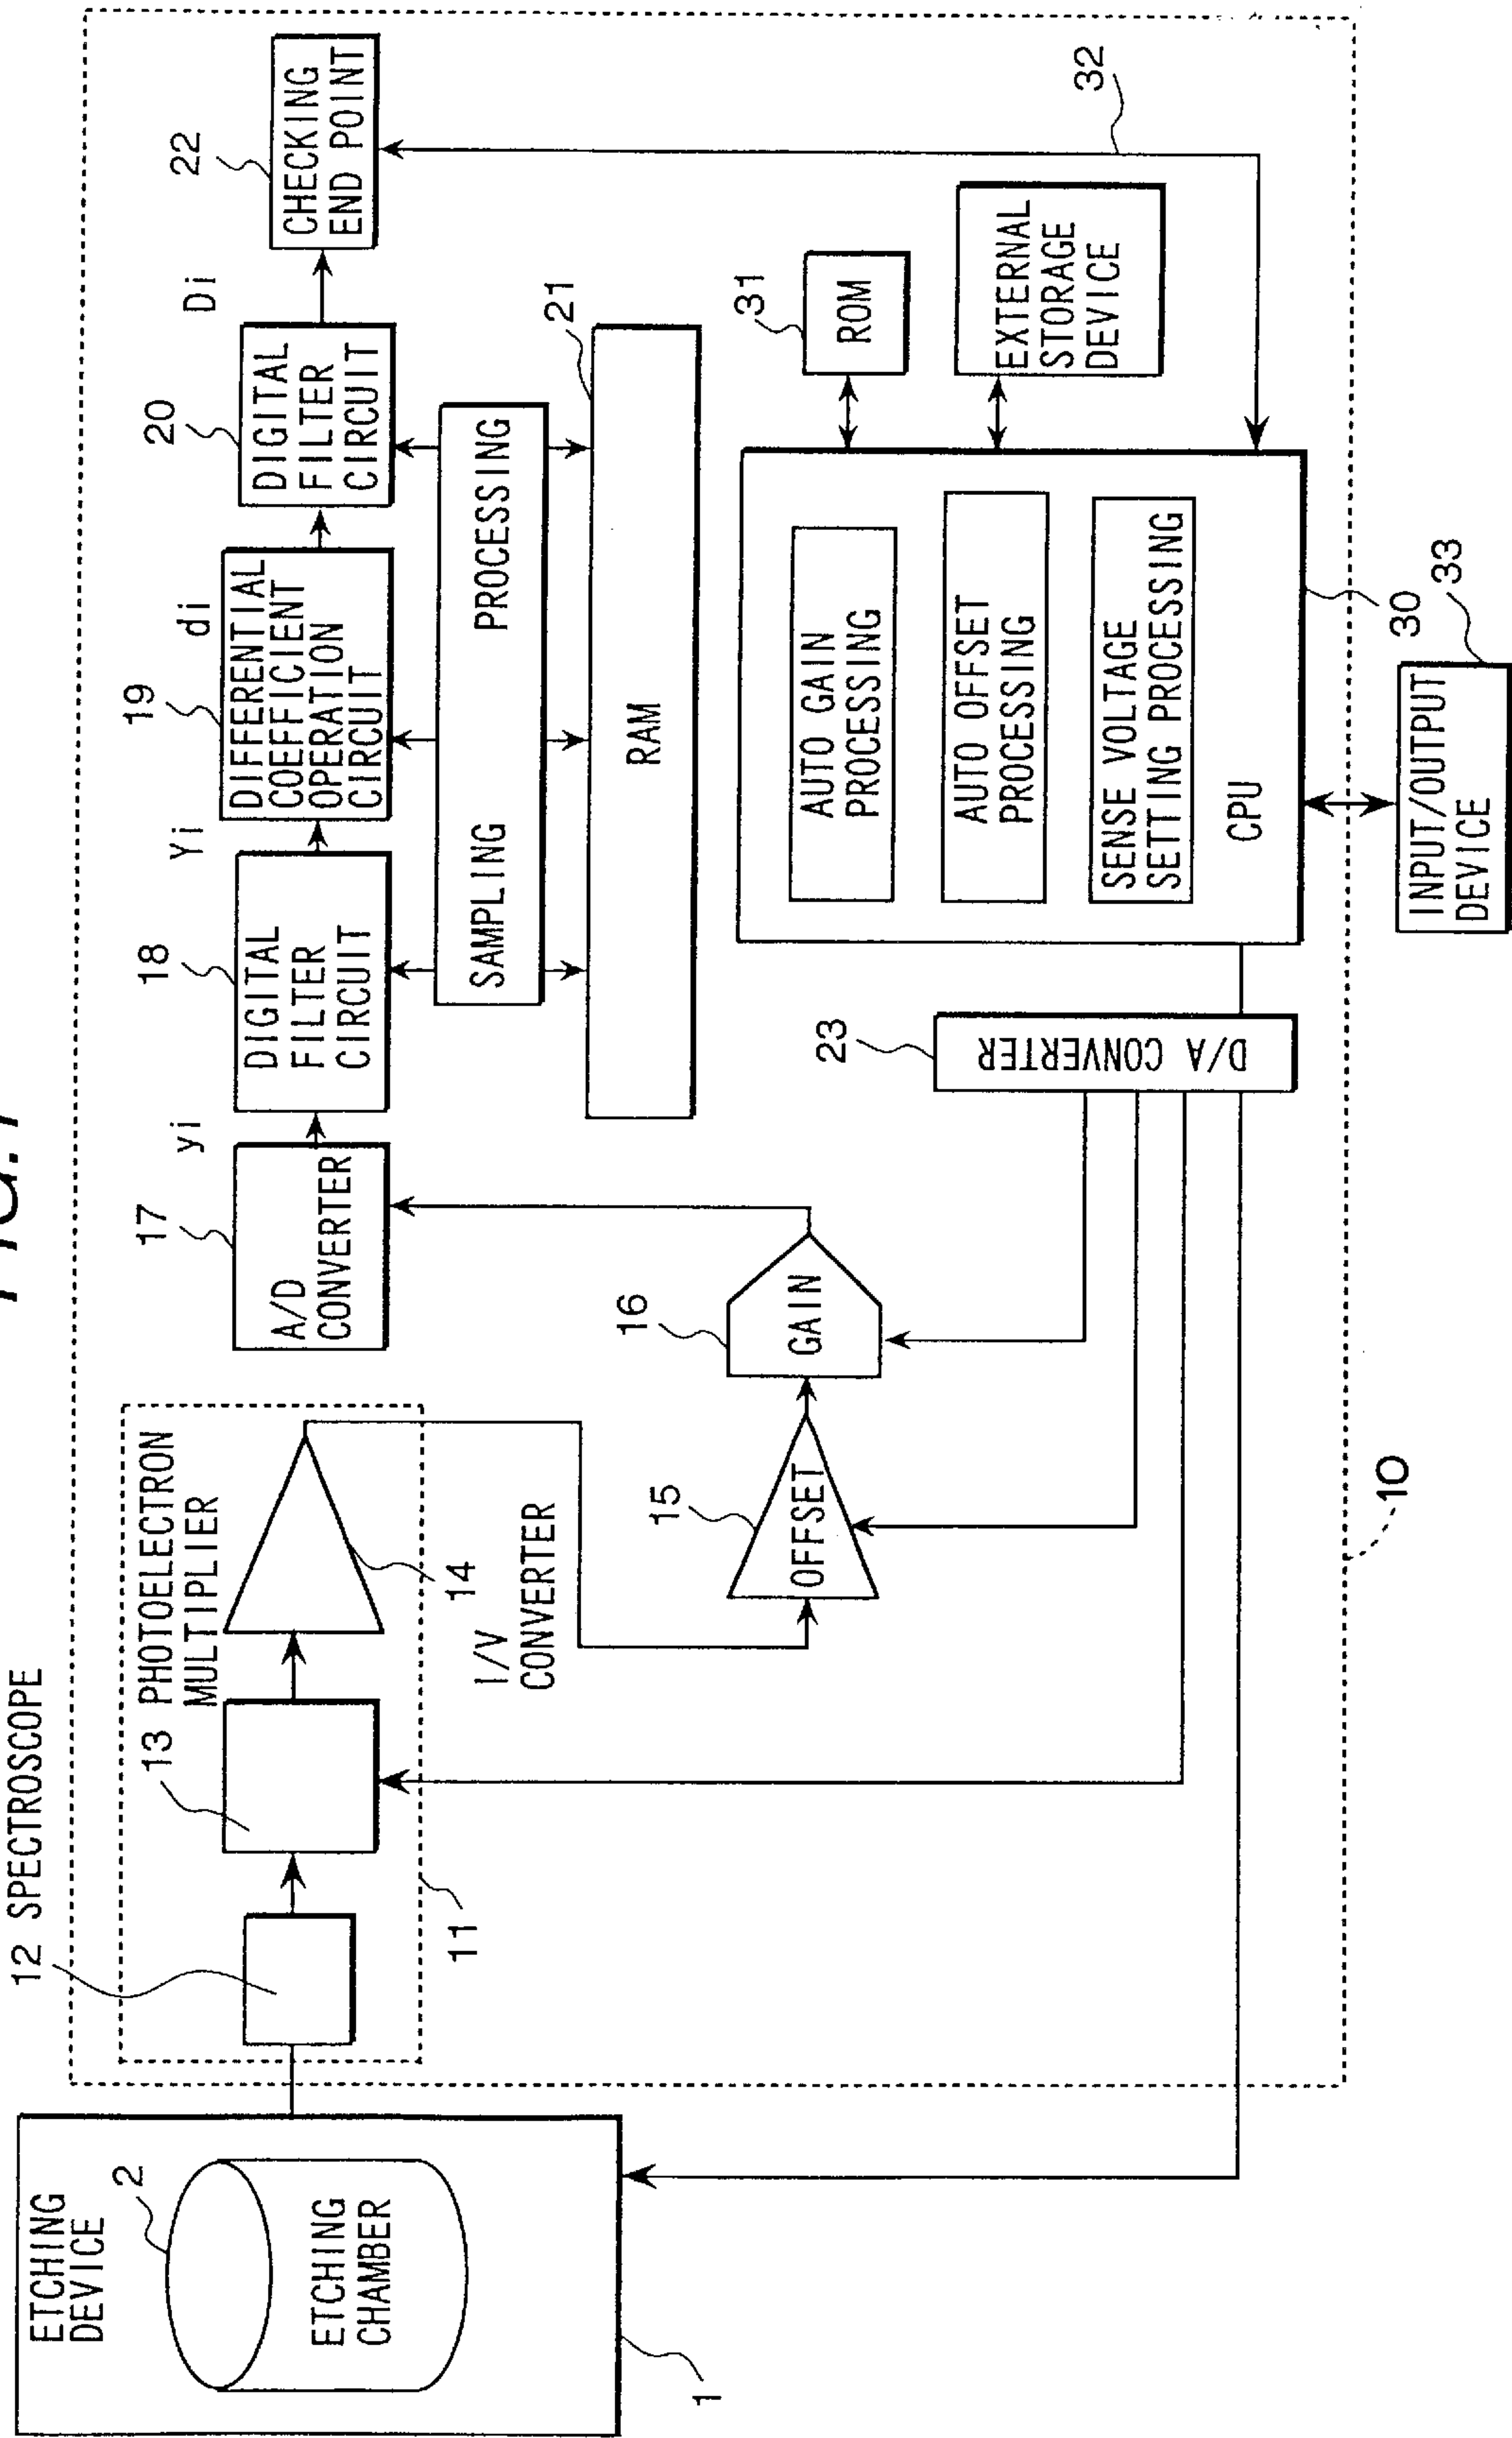 FIG.1
12 SPECTROSCOPE
13 PHOTOELECTRON
MULTIPLIER
14
I/V
CONVERTER
11
ETCHING
DEVICE
2
ETCHING
CHAMBER
1
17
A/D
CONVERTER
yi
18
DIGITAL
FILTER
CIRCUIT
Yi
19
DIFFERENTIAL
COEFFICIENT
OPERATION
CIRCUIT
di
20
DIGITAL
FILTER
CIRCUIT
Di
22
CHECKING
END POINT
SAMPLING PROCESSING
21
RAM
15
OFFSET
16
GAIN
23
D/A CONVERTER
AUTO GAIN
PROCESSING
AUTO OFFSET
PROCESSING
SENSE VOLTAGE
SETTING PROCESSING
CPU
30
31
ROM
EXTERNAL
STORAGE
DEVICE
32
33
INPUT/OUTPUT
DEVICE
10